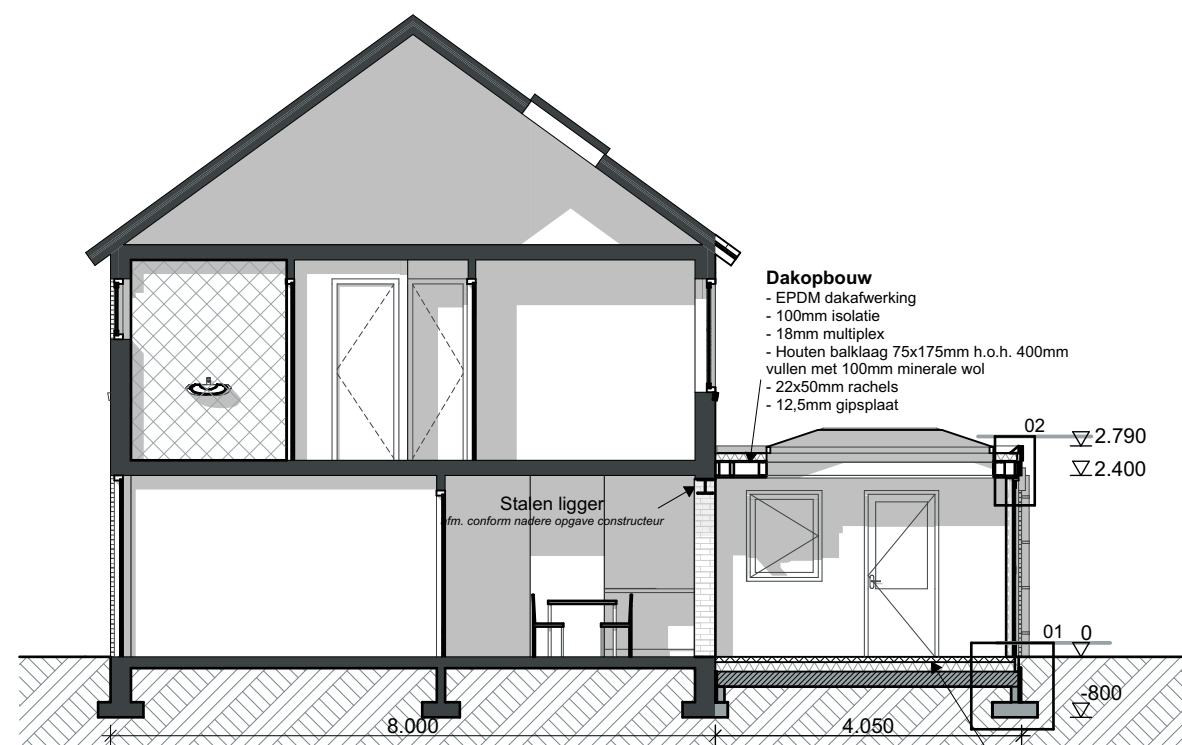 Dakopbouw
- EPDM dakafwerking
- 100mm isolatie
- 18mm multiplex
- Houten balklaag 75x175mm h.o.h. 400mm
vullen met 100mm minerale wol
- 22x50mm rachels
- 12,5mm gipsplaat
02
2.790
2.400
Stalen ligger
afm. conform nadere opgave constructeur
01
0
-800
8.000
4.050